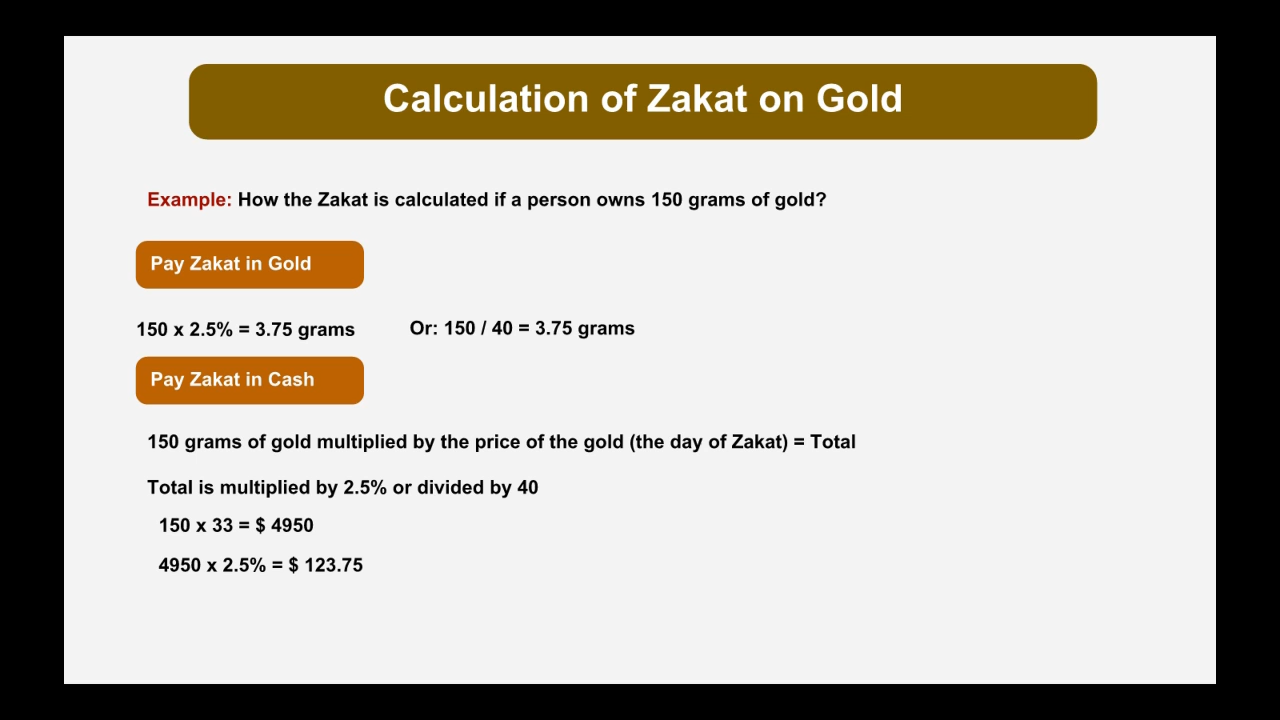 Calculation of Zakat on Gold
Example: How the Zakat is calculated if a person owns 150 grams of gold?
Pay Zakat in Gold
150 x 2.5% = 3.75 grams
Or: 150 / 40 = 3.75 grams
Pay Zakat in Cash
150 grams of gold multiplied by the price of the gold (the day of Zakat) = Total
Total is multiplied by 2.5% or divided by 40
150 x 33 = $ 4950
4950 x 2.5% = $ 123.75